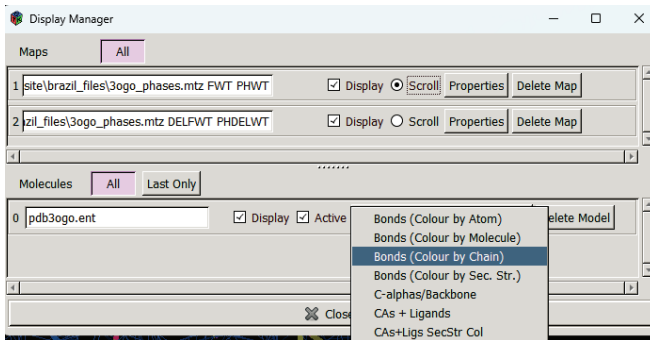 Display Manager
Maps All
1 site\brazil_files\3ogo_phases.mtz FWT PHWT Display Scroll Properties Delete Map
2 zil_files\3ogo_phases.mtz DELFWT PHDELWT Display Scroll Properties Delete Map
Molecules All Last Only
0 pdb3ogo.ent Display Active elete Model
Bonds (Colour by Atom)
Bonds (Colour by Molecule)
Bonds (Colour by Chain)
Bonds (Colour by Sec. Str.)
C-alphas/Backbone
CAs + Ligands
CAs+Ligs SecStr Col
Close